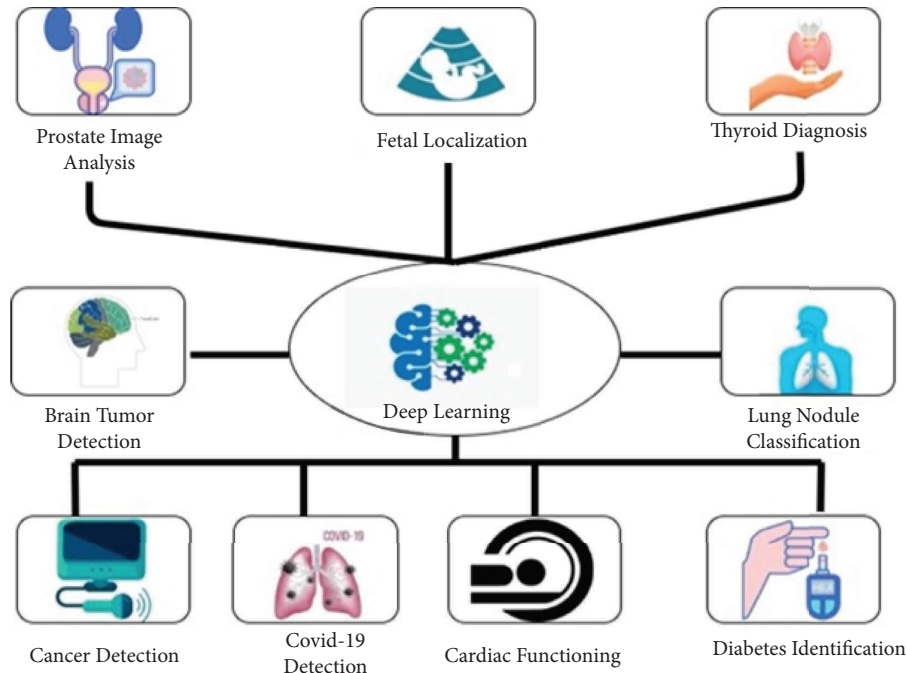 Prostate Image
Analysis
Fetal Localization
Thyroid Diagnosis
Brain Tumor
Detection
Deep Learning
Lung Nodule
Classification
COVID-19
Cancer Detection
Covid-19
Detection
Cardiac Functioning
Diabetes Identification